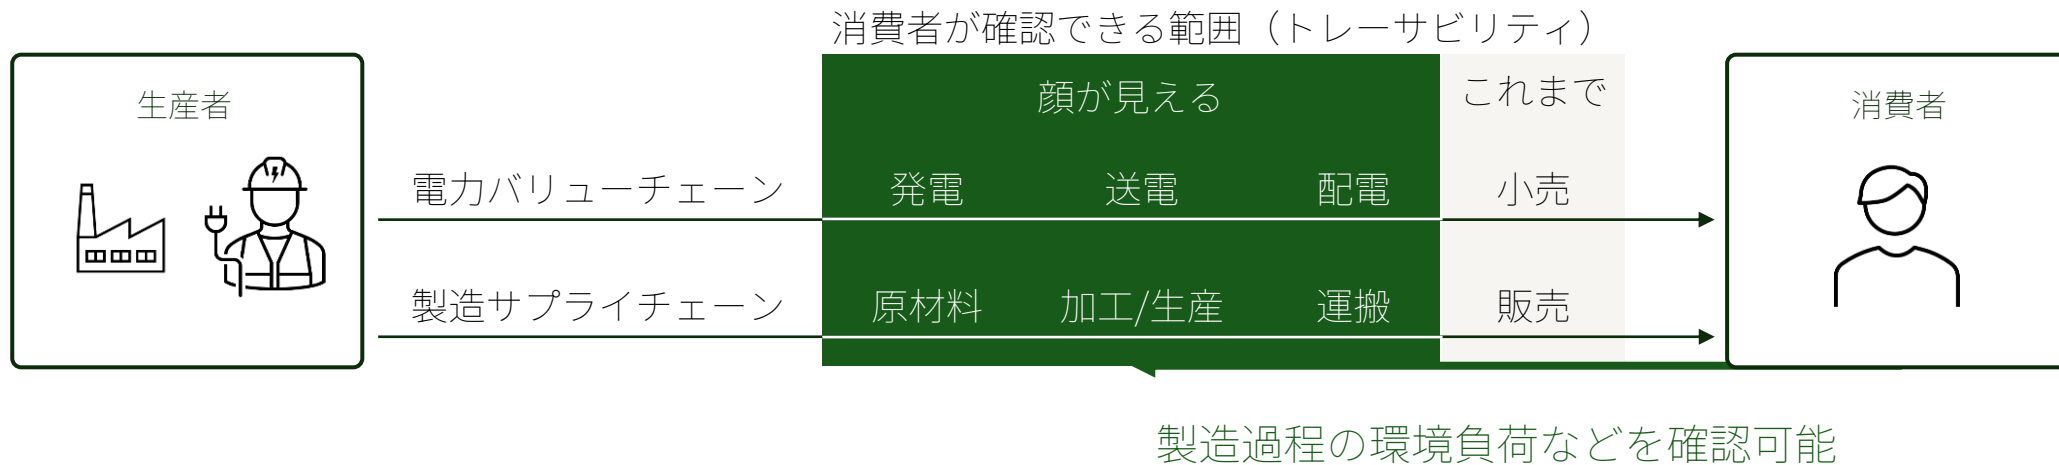 消費者が確認できる範囲（トレーサビリティ）
生産者
顔が見える
これまで
消費者
電力バリューチェーン
発電
送電
配電
小売
製造サプライチェーン
原材料
加工/生産
運搬
販売
製造過程の環境負荷などを確認可能